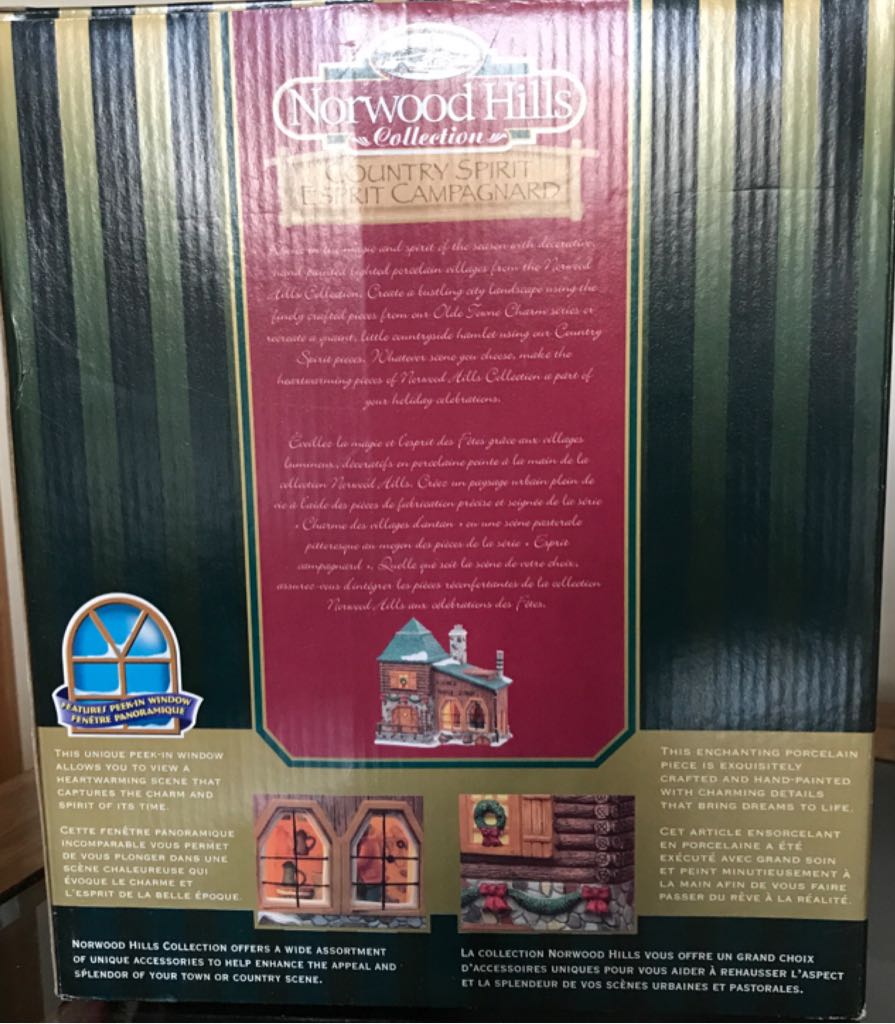 Norwood Hills
Collection
COUNTRY SPIRIT
ESPRIT CAMPAGNARD
in the magic and spirit of the season with decorative,
hand-painted lighted porcelain villages from the Norwood
Hills Collection. Create a bustling city landscape using the
finely crafted pieces from our Olde Towne Charm series or
recreate a quaint, little countryside hamlet using our Country
Spirit pieces. Whatever scene you choose, make the
heartwarming pieces of Norwood Hills Collection a part of
your holiday celebrations.
Éveillez la magie et l'esprit des Fêtes grâce aux villages
lumineux, décoratifs en porcelaine peinte à la main de la
collection Norwood Hills. Créez un paysage urbain plein de
vie à l'aide des pièces de fabrication précise et soignée de la série
« Charme des villages d'antan » ou une scène pastorale
pittoresque au moyen des pièces de la série « Esprit
campagnard ». Quelle que soit la scène de votre choix,
assurez-vous d'intégrer les pièces réconfortantes de la collection
Norwood Hills aux célébrations des Fêtes.
FEATURES PEEK-IN WINDOW
FENÊTRE PANORAMIQUE
THIS UNIQUE PEEK-IN WINDOW
ALLOWS YOU TO VIEW A
HEARTWARMING SCENE THAT
CAPTURES THE CHARM AND
SPIRIT OF ITS TIME.
CETTE FENÊTRE PANORAMIQUE
INCOMPARABLE VOUS PERMET
DE VOUS PLONGER DANS UNE
SCÈNE CHALEUREUSE QUI
ÉVOQUE LE CHARME ET
L'ESPRIT DE LA BELLE ÉPOQUE.
THIS ENCHANTING PORCELAIN
PIECE IS EXQUISITELY
CRAFTED AND HAND-PAINTED
WITH CHARMING DETAILS
THAT BRING DREAMS TO LIFE.
CET ARTICLE ENSORCELANT
EN PORCELAINE A ÉTÉ
EXÉCUTÉ AVEC GRAND SOIN
ET PEINT MINUTIEUSEMENT À
LA MAIN AFIN DE VOUS FAIRE
PASSER DU RÊVE À LA RÉALITÉ.
NORWOOD HILLS COLLECTION OFFERS A WIDE ASSORTMENT
OF UNIQUE ACCESSORIES TO HELP ENHANCE THE APPEAL AND
SPLENDOR OF YOUR TOWN OR COUNTRY SCENE.
LA COLLECTION NORWOOD HILLS VOUS OFFRE UN GRAND CHOIX
D'ACCESSOIRES UNIQUES POUR VOUS AIDER À REHAUSSER L'ASPECT
ET LA SPLENDEUR DE VOS SCÈNES URBAINES ET PASTORALES.